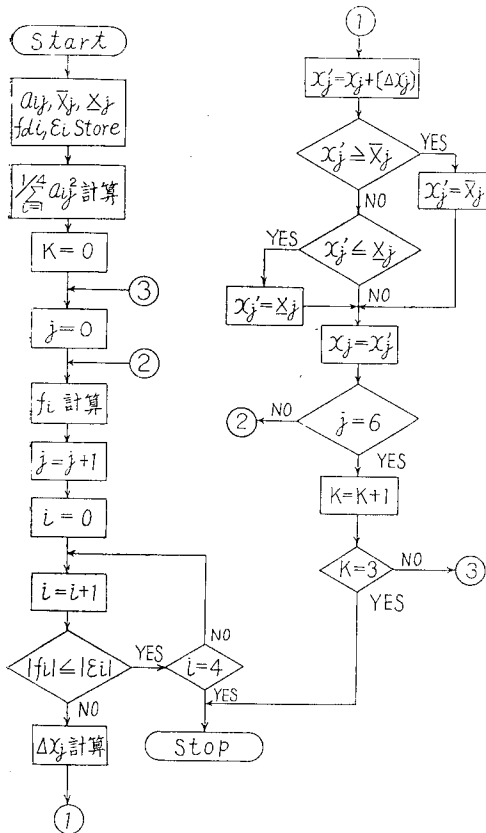 Start
aij, X̄j, X̲j
fdi, εi Store
1/Σ⁴ᵢ₌₁ aij² 計算
K = 0
③
j = 0
②
fi 計算
j = j+1
i = 0
i = i+1
|fi| ≤ |εi|
YES
i = 4
NO
YES
NO
Δxj 計算
Stop
①
①
xj' = xj + [Δxj]
xj' ≥ X̄j
YES
xj' = X̄j
NO
xj' ≤ X̲j
YES
xj' = X̲j
NO
xj = xj'
j = 6
NO
②
YES
K = K+1
K = 3
NO
③
YES